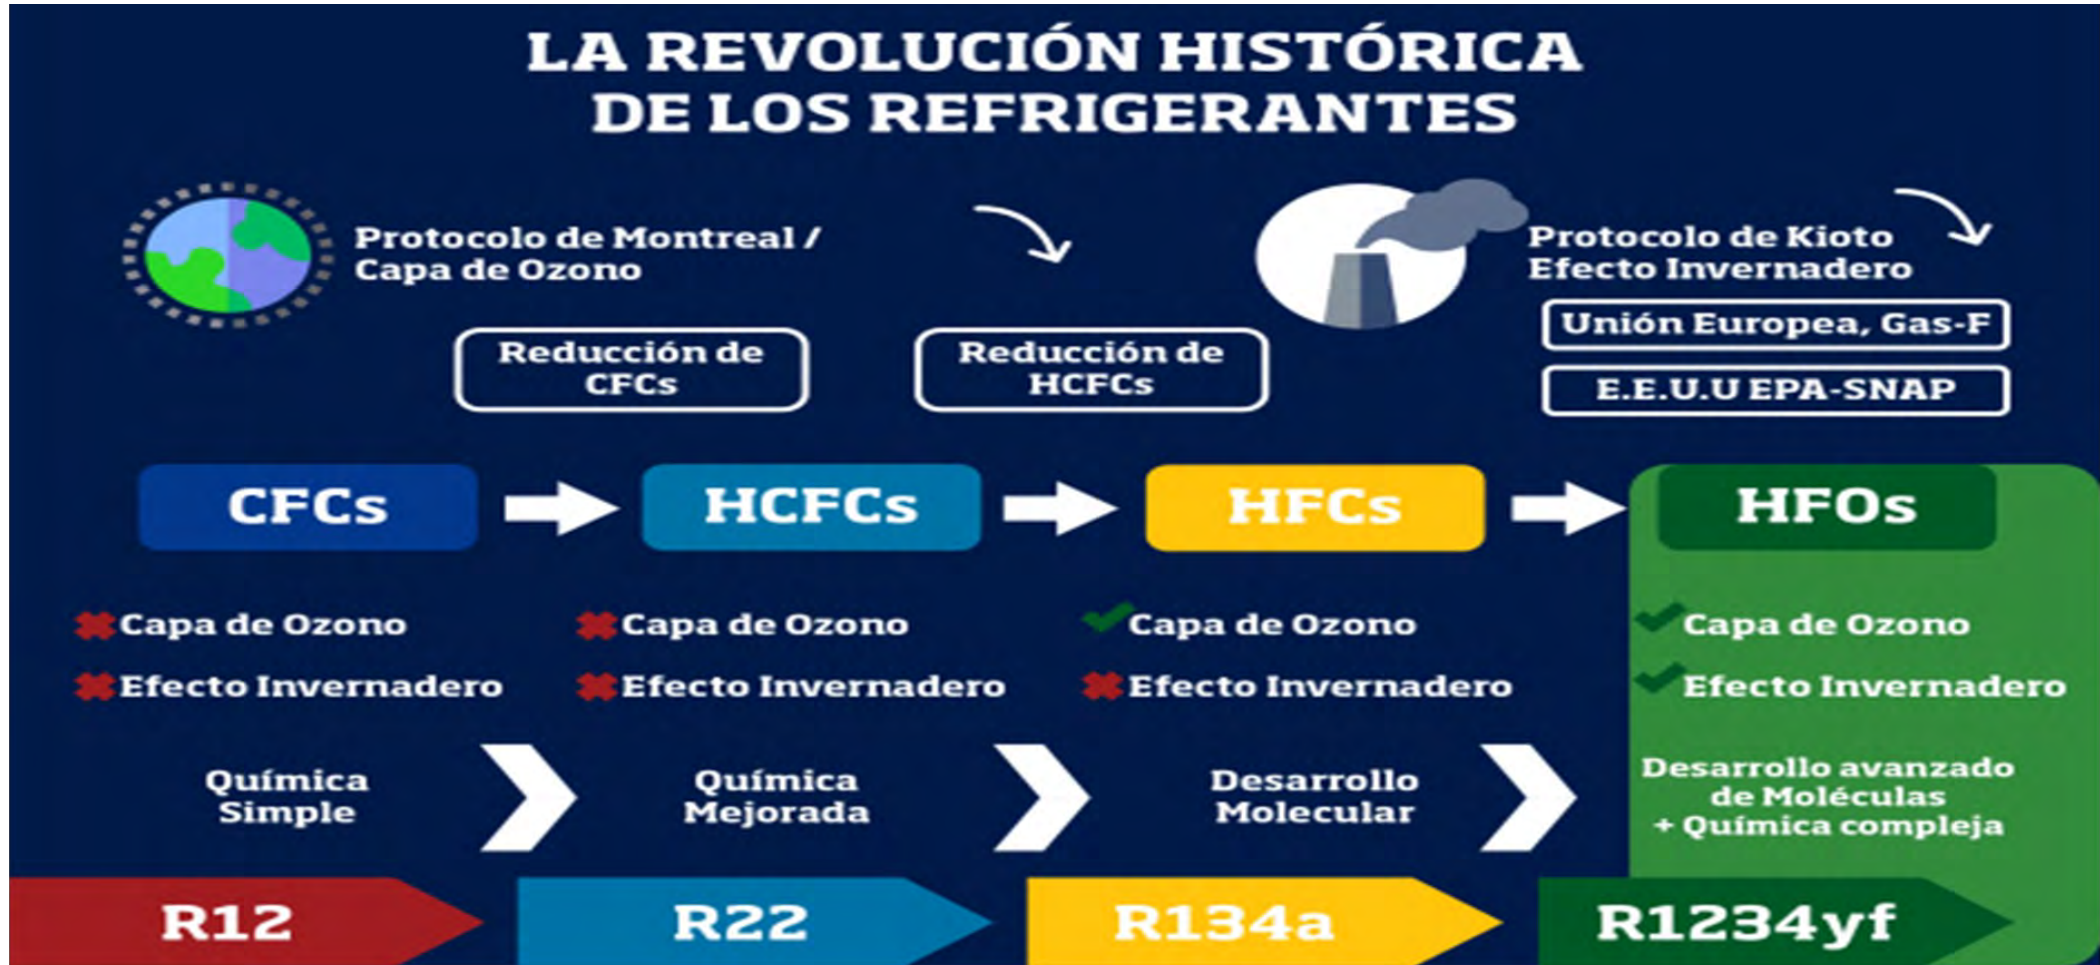 LA REVOLUCIÓN HISTÓRICA
DE LOS REFRIGERANTES
Protocolo de Montreal /
Capa de Ozono
Protocolo de Kioto
Efecto Invernadero
Unión Europea, Gas-F
E.E.U.U EPA-SNAP
Reducción de
CFCs
Reducción de
HCFCs
CFCs
HCFCs
HFCs
HFOs
Capa de Ozono
Efecto Invernadero
Capa de Ozono
Efecto Invernadero
Capa de Ozono
Efecto Invernadero
Capa de Ozono
Efecto Invernadero
Química
Simple
Química
Mejorada
Desarrollo
Molecular
Desarrollo avanzado
de Moléculas
+ Química compleja
R12
R22
R134a
R1234yf